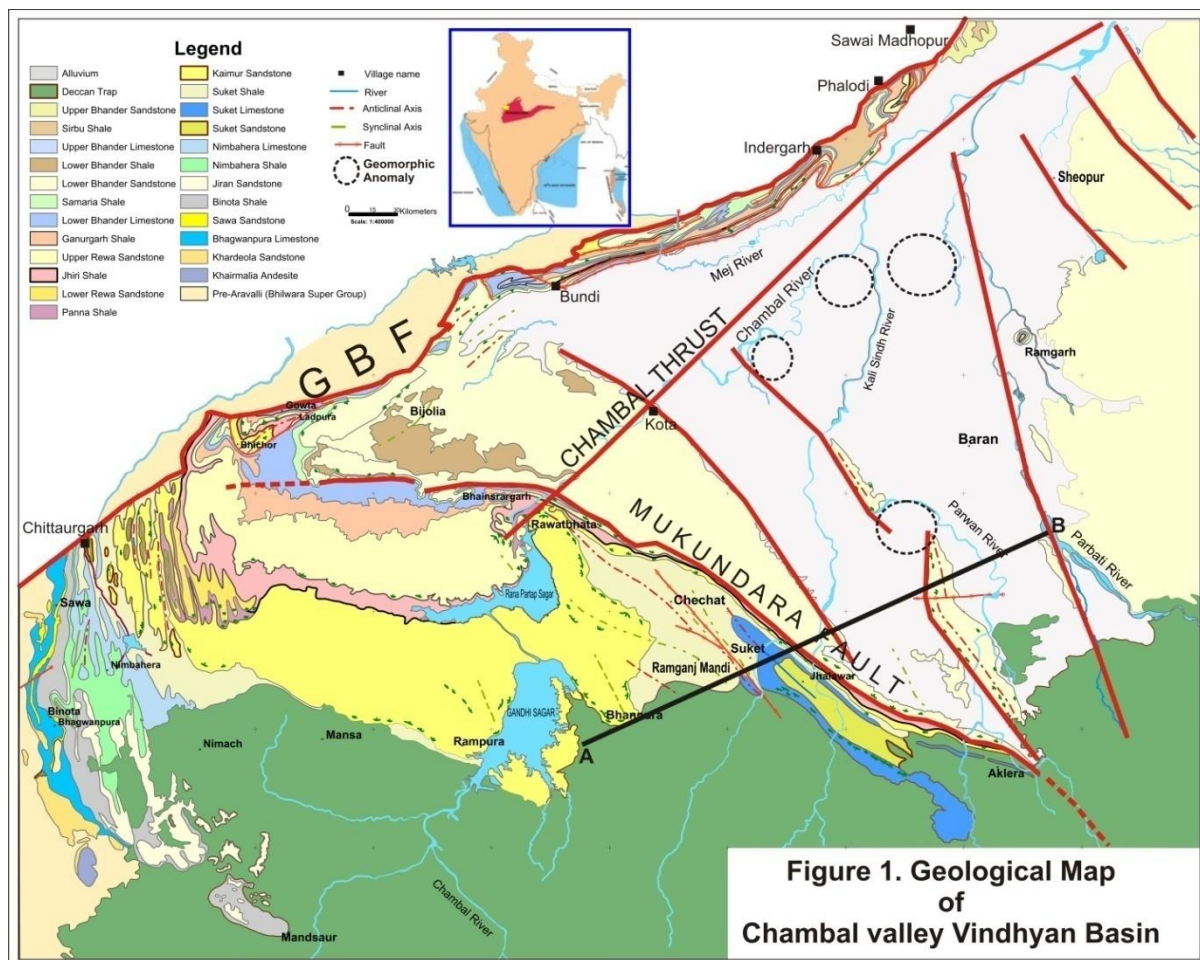 Legend
Alluvium
Deccan Trap
Upper Bhander Sandstone
Sirbu Shale
Upper Bhander Limestone
Lower Bhander Shale
Lower Bhander Sandstone
Samaria Shale
Lower Bhander Limestone
Ganurgarh Shale
Upper Rewa Sandstone
Jhiri Shale
Lower Rewa Sandstone
Panna Shale
Kaimur Sandstone
Suket Shale
Suket Limestone
Suket Sandstone
Nimbahera Limestone
Nimbahera Shale
Jiran Sandstone
Binota Shale
Sawa Sandstone
Bhagwanpura Limestone
Khardeola Sandstone
Khairmalia Andesite
Pre-Aravalli (Bhilwara Super Group)
Village name
River
Anticlinal Axis
Synclinal Axis
Fault
Geomorphic
Anomaly
Kilometers
Scale: 1:400000
Sawai Madhopur
Phalodi
Indergarh
Sheopur
Mej River
Bundi
Chambal River
Kali Sindh River
Ramgarh
GBF
CHAMBAL THRUST
Gowta
Ladpura
Bhichor
Bijolia
Kota
Baran
Bhainsrargarh
Chittaurgarh
Rawatbhata
MUKUNDARA FAULT
Parwan River
B
Parbati River
Sawa
Rana Partap Sagar
Chechat
Nimbahera
Suket
Ramganj Mandi
Jhalawar
Binota
Bhagwanpura
GANDHI SAGAR
Bhanpura
Nimach
Mansa
Rampura
A
Aklera
Chambal River
Mandsaur
Figure 1. Geological Map
of
Chambal valley Vindhyan Basin